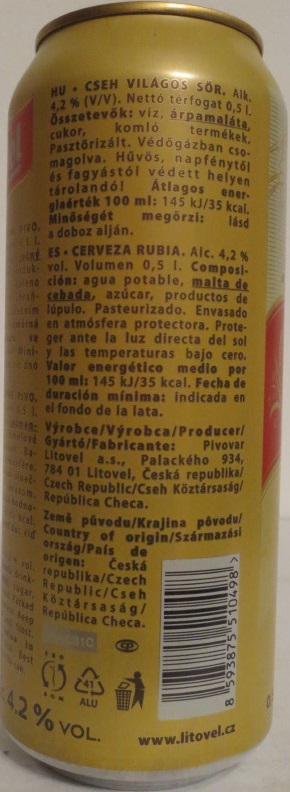 HU • CSEH VILÁGOS SÖR. Alk.
4,2 % (V/V). Nettó térfogat 0,5 l.
Összetevők: víz, árpamaláta,
cukor, komló termékek.
Pasztörizált. Védőgázban cso-
magolva. Hűvös, napfénytől
és fagyástól védett helyen
tárolandó! Átlagos ener-
giaérték 100 ml: 145 kJ/35 kcal.
Minőségét megőrzi: lásd
a doboz alján.
ES • CERVEZA RUBIA. Alc. 4,2 %
vol. Volumen 0,5 l. Composi-
ción: agua potable, malta de
cebada, azúcar, productos de
lúpulo. Pasteurizado. Envasado
en atmósfera protectora. Prote-
ger ante la luz directa del sol
y las temperaturas bajo cero.
Valor energético medio por
100 ml: 145 kJ/35 kcal. Fecha de
duración mínima: indicada en
el fondo de la lata.
Výrobce/Výrobca/Producer/
Gyártó/Fabricante: Pivovar
Litovel a.s., Palackého 934,
784 01 Litovel, Česká republika/
Czech Republic/Cseh Köztársaság/
República Checa.
Země původu/Krajina pôvodu/
Country of origin/Származási
ország/País de
origen: Česká
republika/Czech
Republic/Cseh
Köztársaság/
República Checa.
41
ALU
8 593875 510498 >
4,2 % VOL.
www.litovel.cz